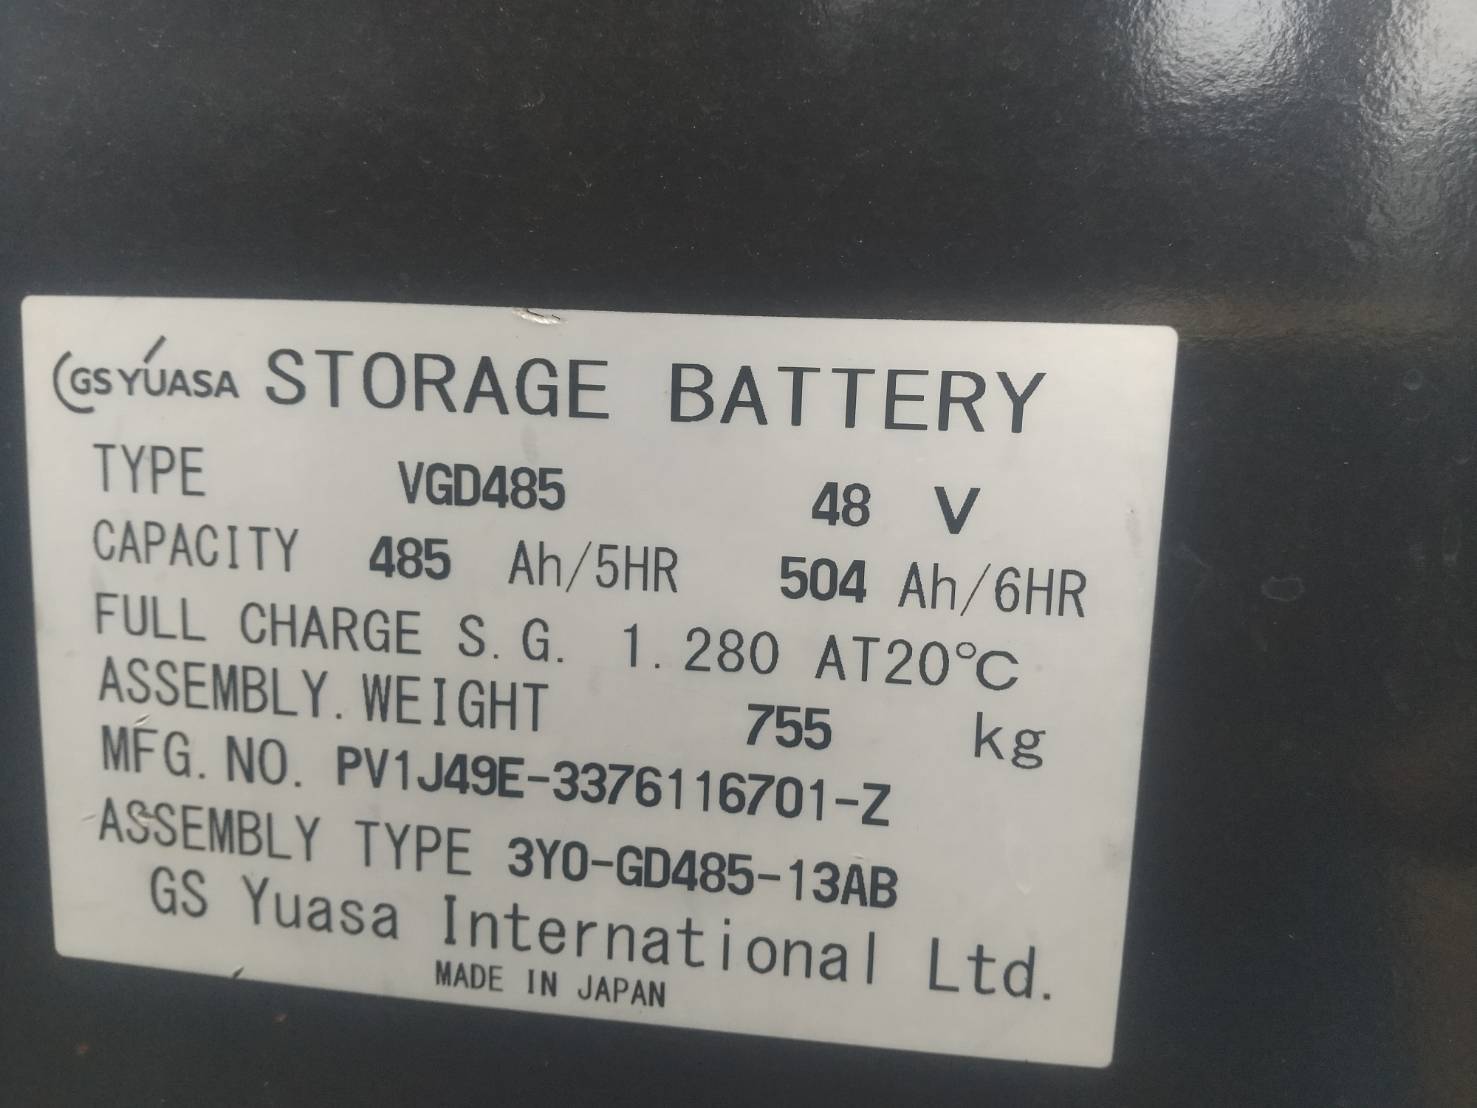 GS YUASA STORAGE BATTERY
TYPE VGD485 48 V
CAPACITY 485 Ah/5HR 504 Ah/6HR
FULL CHARGE S.G. 1.280 AT20°C
ASSEMBLY.WEIGHT 755 kg
MFG.NO. PV1J49E-3376116701-Z
ASSEMBLY TYPE 3Y0-GD485-13AB
GS Yuasa International Ltd.
MADE IN JAPAN